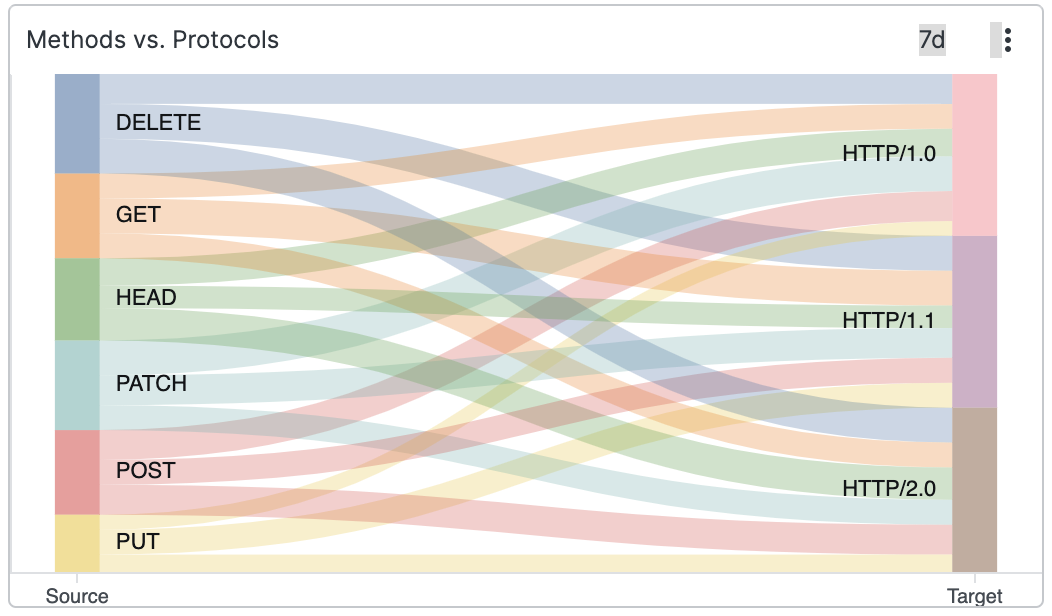 Methods vs. Protocols
7d
DELETE
HTTP/1.0
GET
HEAD
HTTP/1.1
PATCH
POST
HTTP/2.0
PUT
Source
Target